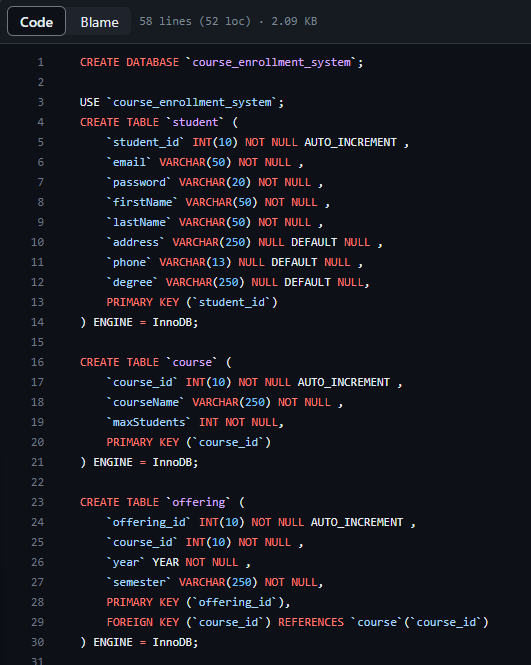 Code Blame 58 lines (52 loc) · 2.09 KB
1 CREATE DATABASE `course_enrollment_system`;
2
3 USE `course_enrollment_system`;
4 CREATE TABLE `student` (
5 `student_id` INT(10) NOT NULL AUTO_INCREMENT ,
6 `email` VARCHAR(50) NOT NULL ,
7 `password` VARCHAR(20) NOT NULL ,
8 `firstName` VARCHAR(50) NOT NULL ,
9 `lastName` VARCHAR(50) NOT NULL ,
10 `address` VARCHAR(250) NULL DEFAULT NULL ,
11 `phone` VARCHAR(13) NULL DEFAULT NULL ,
12 `degree` VARCHAR(250) NULL DEFAULT NULL,
13 PRIMARY KEY (`student_id`)
14 ) ENGINE = InnoDB;
15
16 CREATE TABLE `course` (
17 `course_id` INT(10) NOT NULL AUTO_INCREMENT ,
18 `courseName` VARCHAR(250) NOT NULL ,
19 `maxStudents` INT NOT NULL,
20 PRIMARY KEY (`course_id`)
21 ) ENGINE = InnoDB;
22
23 CREATE TABLE `offering` (
24 `offering_id` INT(10) NOT NULL AUTO_INCREMENT ,
25 `course_id` INT(10) NOT NULL ,
26 `year` YEAR NOT NULL ,
27 `semester` VARCHAR(250) NOT NULL,
28 PRIMARY KEY (`offering_id`),
29 FOREIGN KEY (`course_id`) REFERENCES `course`(`course_id`)
30 ) ENGINE = InnoDB;
31